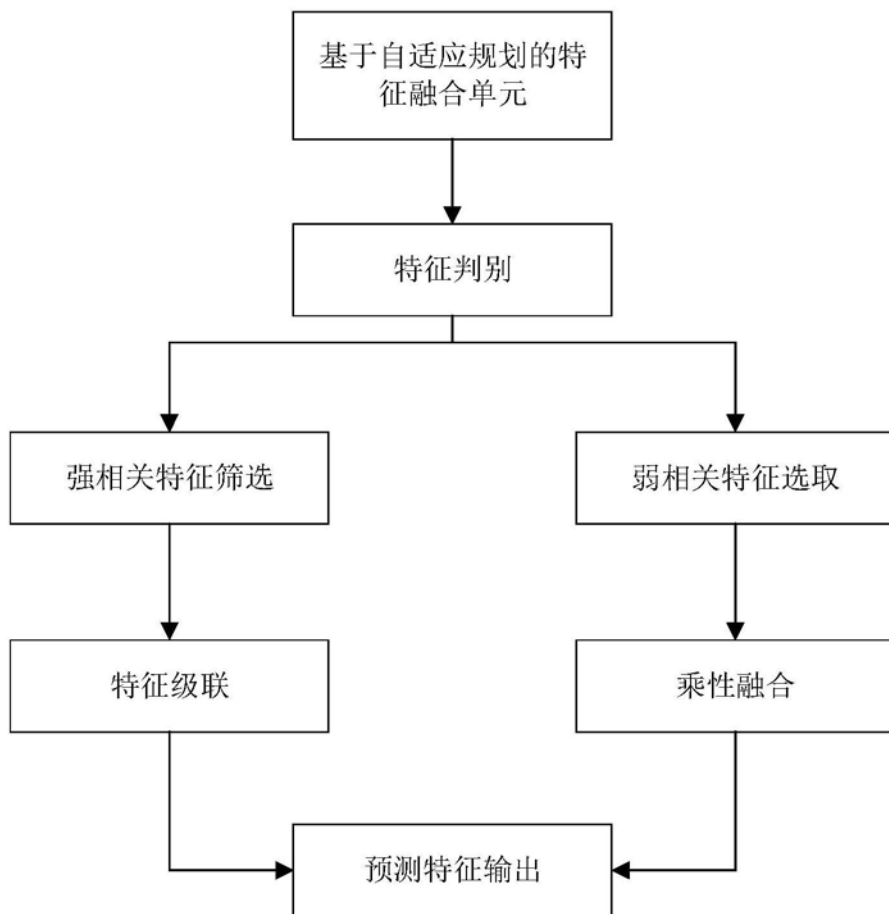 基于自适应规划的特
征融合单元
特征判别
强相关特征筛选
弱相关特征选取
特征级联
乘性融合
预测特征输出